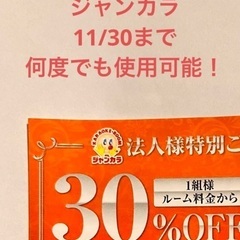 ジャンカラ
11/30まで
何度でも使用可能！
ジャンカラ
法人様特別ご
1組様
ルーム料金から
30%OFF